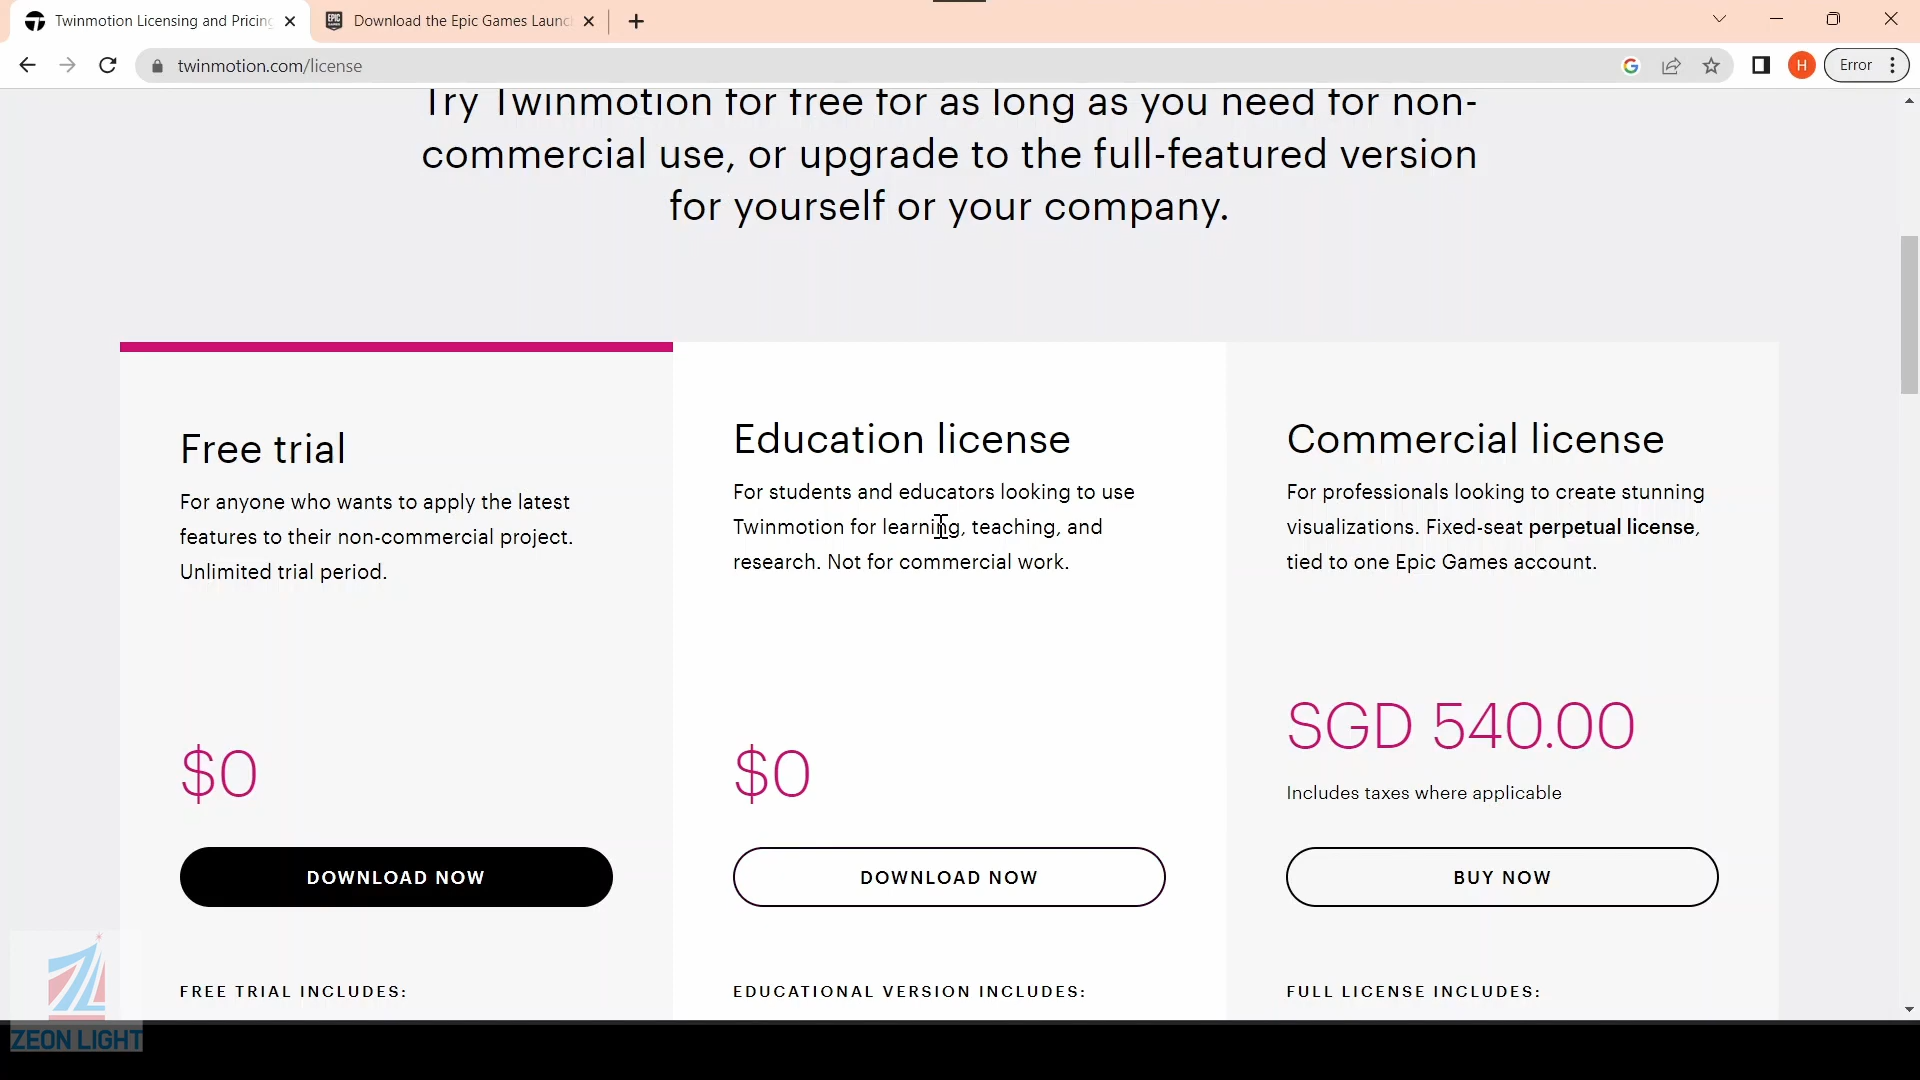 Twinmotion Licensing and Pricing
Download the Epic Games Launc
twinmotion.com/license
H
Error
Try Twinmotion for free for as long as you need for non-
commercial use, or upgrade to the full-featured version
for yourself or your company.
Free trial
For anyone who wants to apply the latest
features to their non-commercial project.
Unlimited trial period.
$0
DOWNLOAD NOW
FREE TRIAL INCLUDES:
Education license
For students and educators looking to use
Twinmotion for learning, teaching, and
research. Not for commercial work.
$0
DOWNLOAD NOW
EDUCATIONAL VERSION INCLUDES:
Commercial license
For professionals looking to create stunning
visualizations. Fixed-seat perpetual license,
tied to one Epic Games account.
SGD 540.00
Includes taxes where applicable
BUY NOW
FULL LICENSE INCLUDES:
ZEON LIGHT